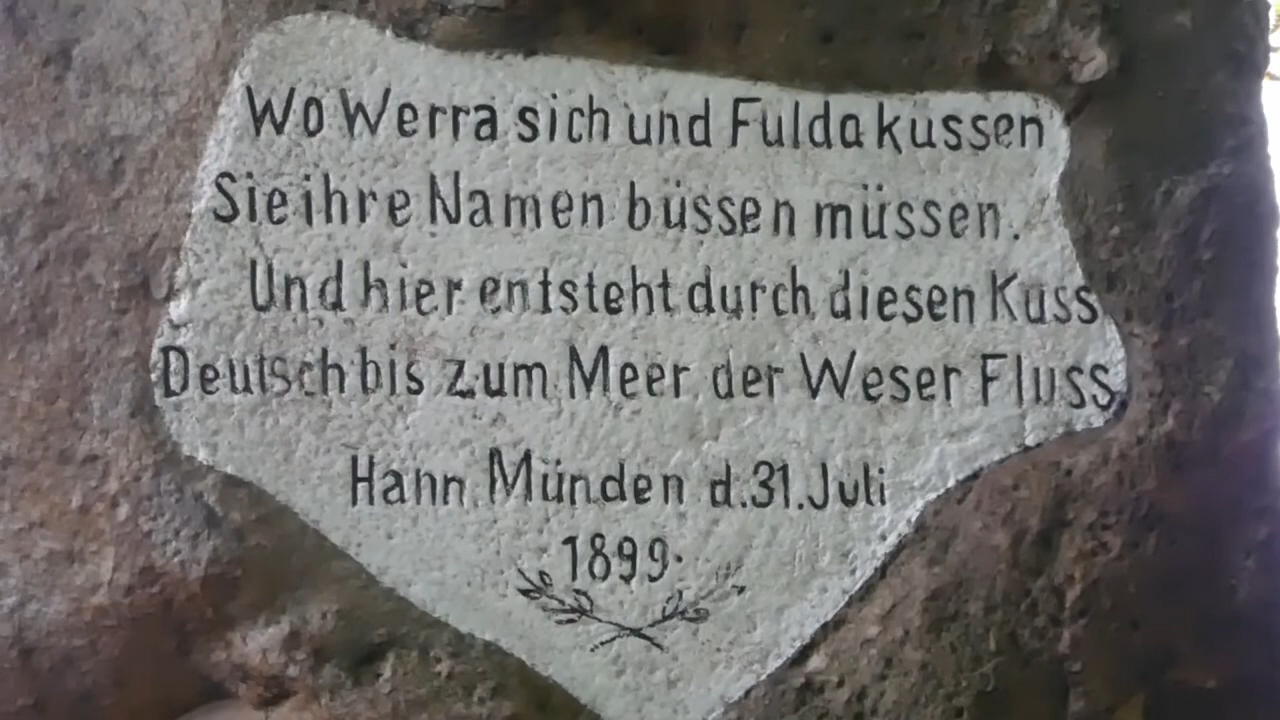 Wo Werra sich und Fulda kussen
Sie ihre Namen büssen müssen.
Und hier entsteht durch diesen Kuss
Deutsch bis zum Meer der Weser Fluss
Hann. Münden d. 31. Juli
1899.